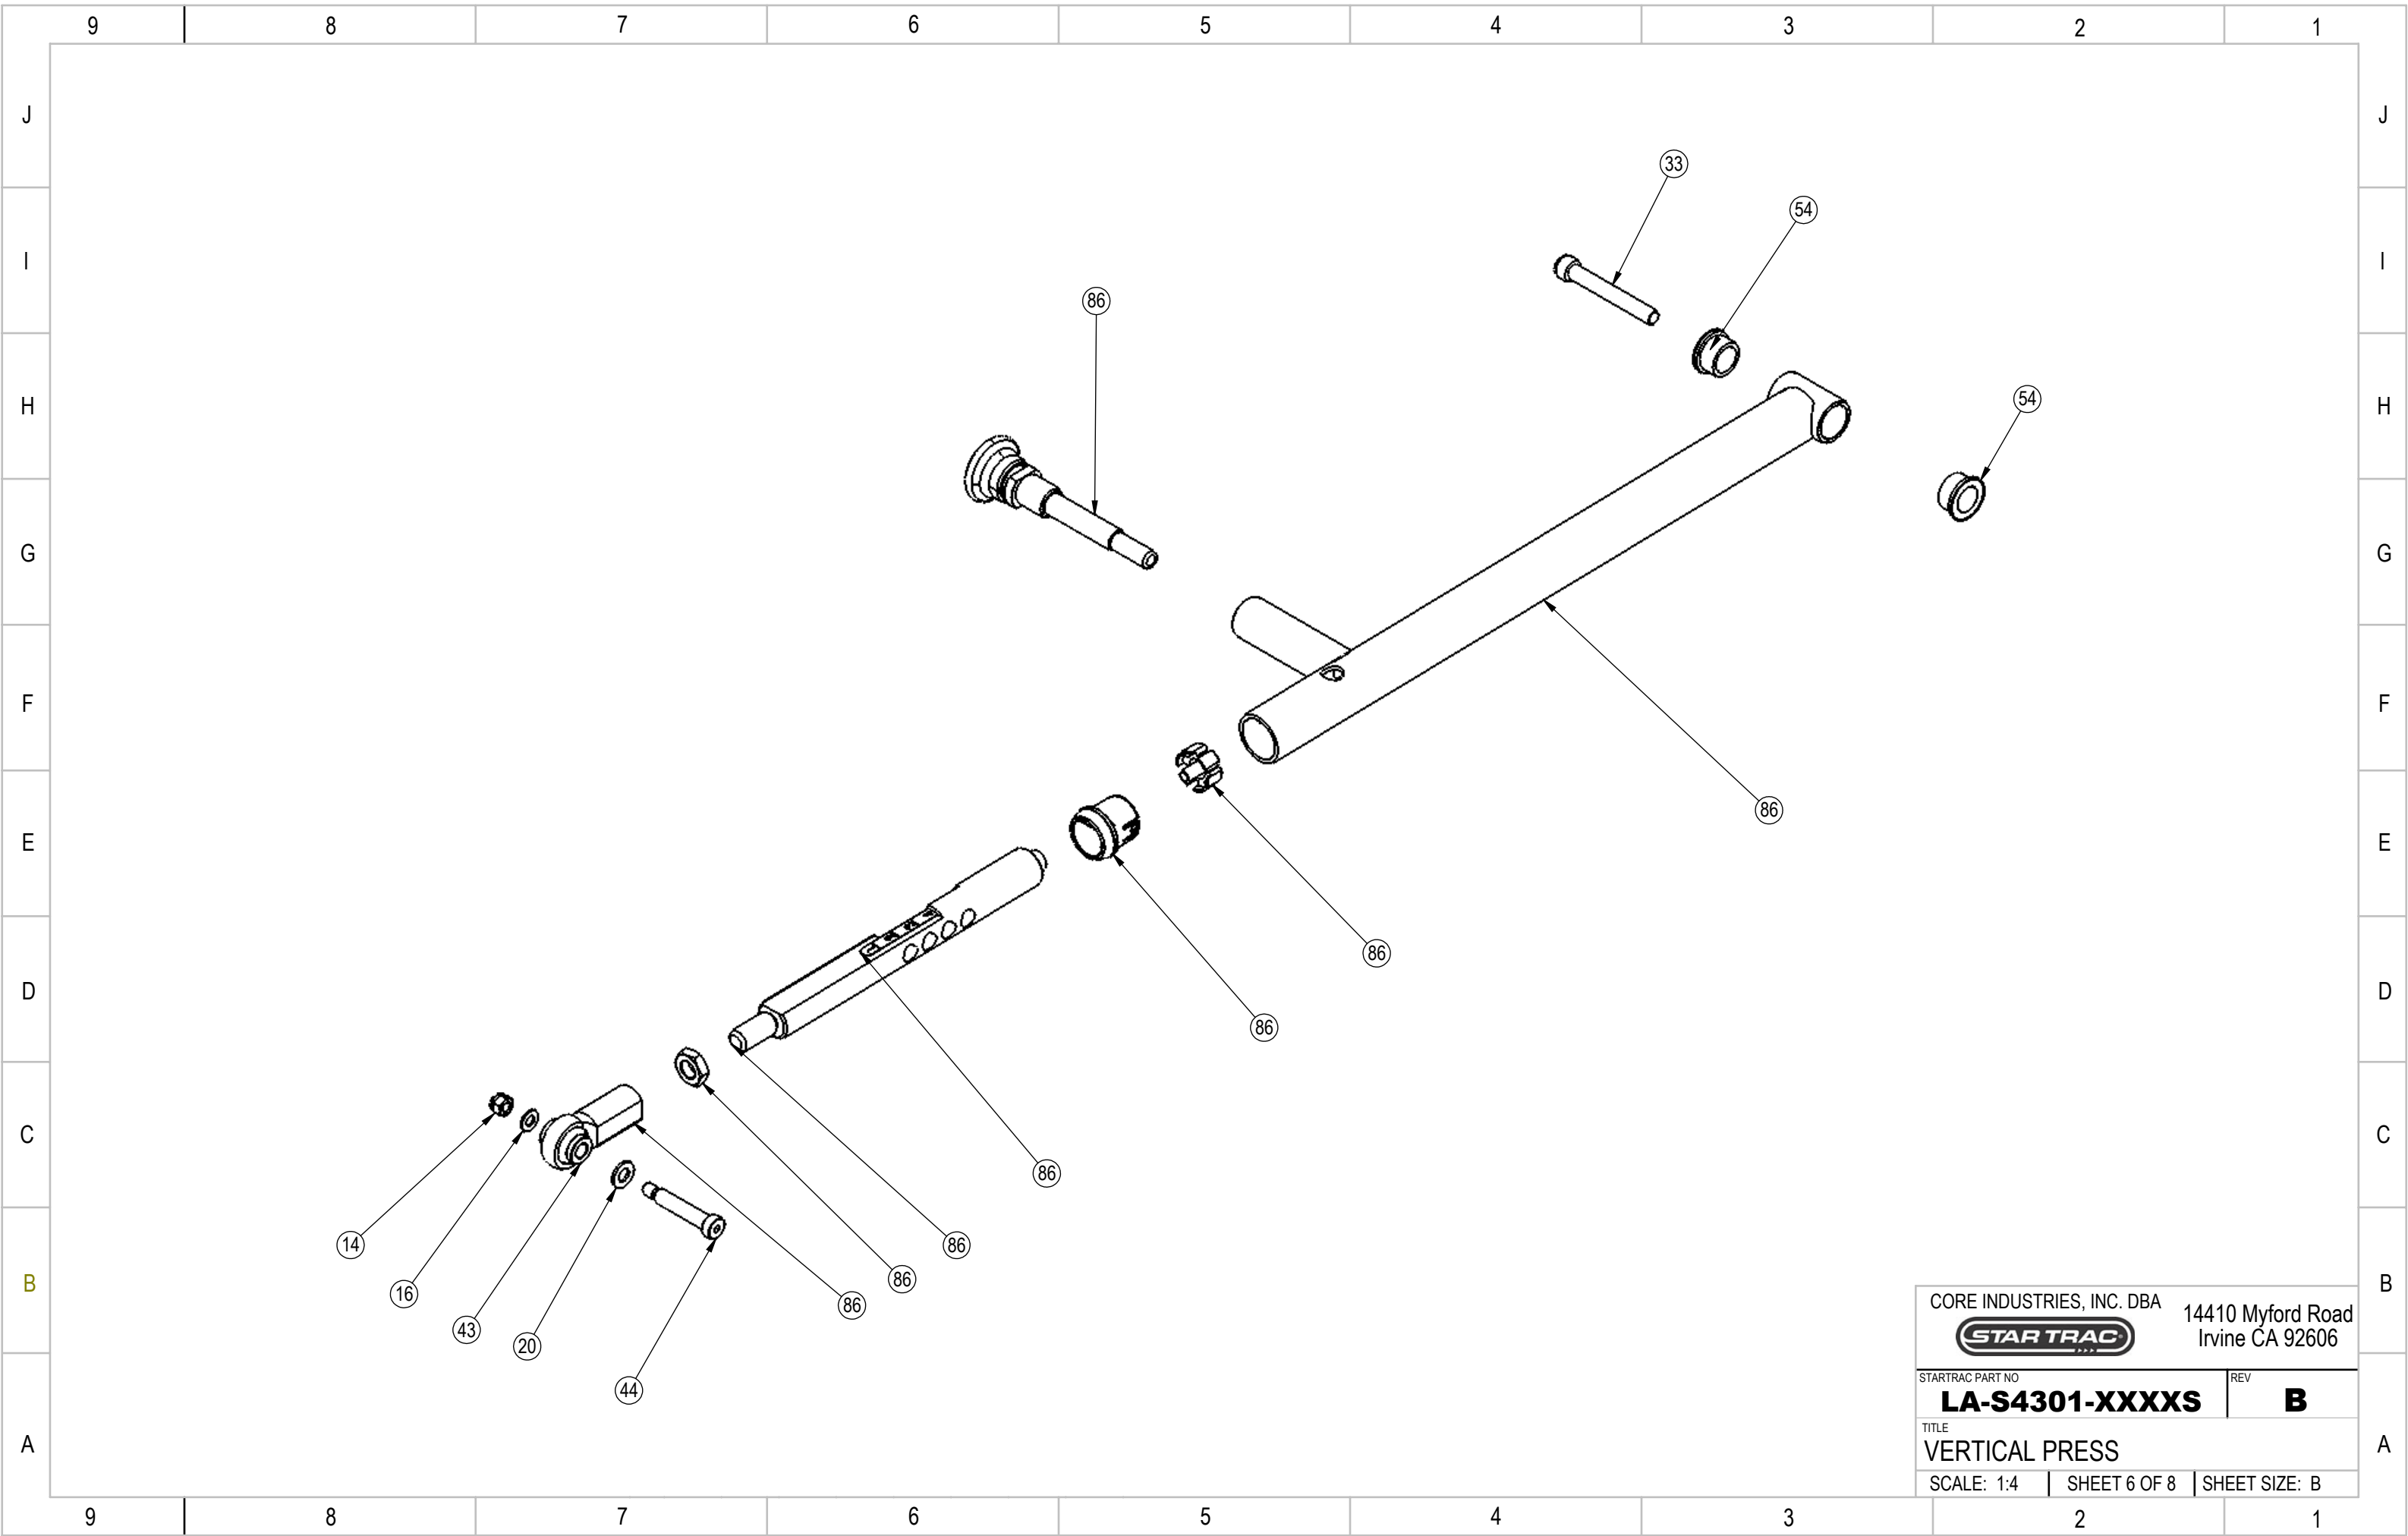 9 8 7 6 5 4 3 2 1
J J
33
I 54 I
86
H 54 H
G G
F F
86
E E
86
D 86 D
C C
86
14 86
B 16 86 B
43 86
20
44
CORE INDUSTRIES, INC. DBA
STAR TRAC
14410 Myford Road
Irvine CA 92606
STARTRAC PART NO
LA-S4301-XXXXS
REV
B
TITLE
VERTICAL PRESS
A A
SCALE: 1:4 SHEET 6 OF 8 SHEET SIZE: B
9 8 7 6 5 4 3 2 1